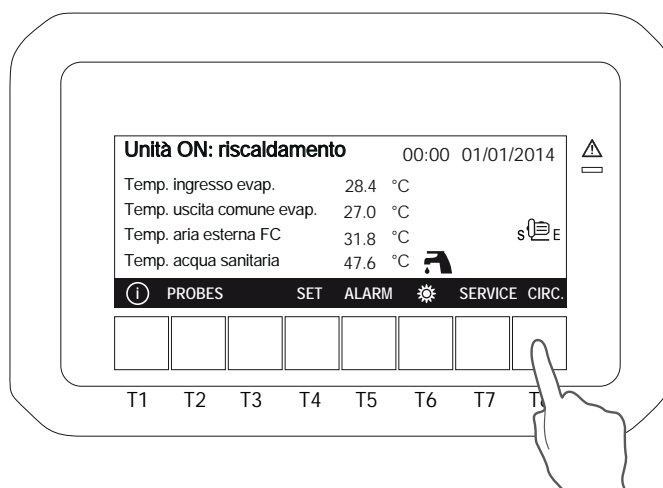 Unità ON: riscaldamento 00:00 01/01/2014
Temp. ingresso evap. 28.4 °C
Temp. uscita comune evap. 27.0 °C
Temp. aria esterna FC 31.8 °C
S E
Temp. acqua sanitaria 47.6 °C
i PROBES SET ALARM SERVICE CIRC.
T1 T2 T3 T4 T5 T6 T7